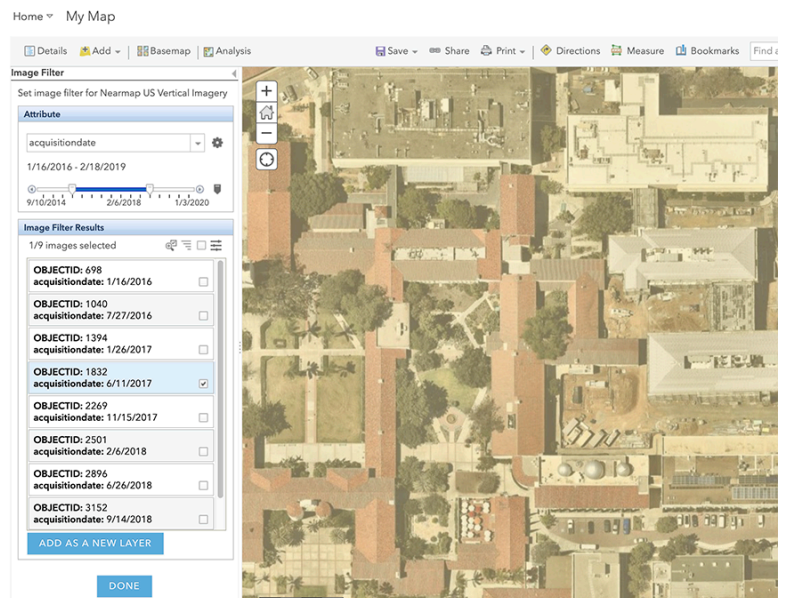 Home My Map
Details Add Basemap Analysis Save Share Print Directions Measure Bookmarks Find a
Image Filter
Set image filter for Nearmap US Vertical Imagery
Attribute
acquisitiondate
1/16/2016 - 2/18/2019
9/10/2014 2/6/2018 1/3/2020
Image Filter Results
1/9 images selected
OBJECTID: 698
acquisitiondate: 1/16/2016
OBJECTID: 1040
acquisitiondate: 7/27/2016
OBJECTID: 1394
acquisitiondate: 1/26/2017
OBJECTID: 1832
acquisitiondate: 6/11/2017
OBJECTID: 2269
acquisitiondate: 11/15/2017
OBJECTID: 2501
acquisitiondate: 2/6/2018
OBJECTID: 2896
acquisitiondate: 6/26/2018
OBJECTID: 3152
acquisitiondate: 9/14/2018
ADD AS A NEW LAYER
DONE